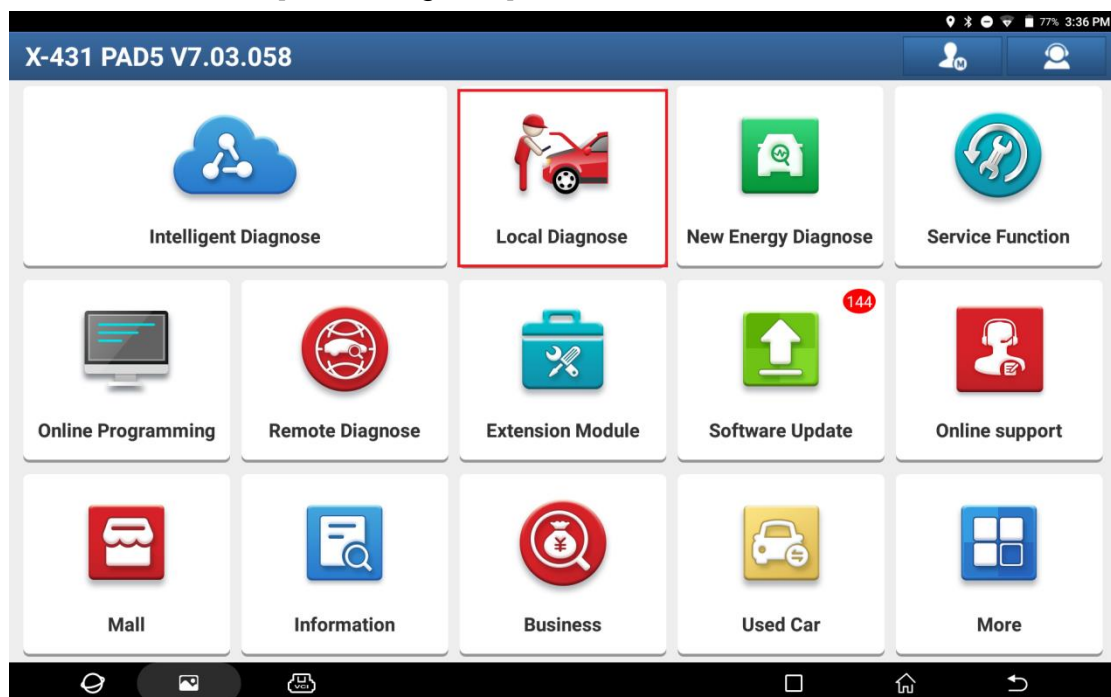 77% 3:36 PM
X-431 PAD5 V7.03.058
Intelligent Diagnose
Local Diagnose
New Energy Diagnose
Service Function
144
Online Programming
Remote Diagnose
Extension Module
Software Update
Online support
Mall
Information
Business
Used Car
More
VCI